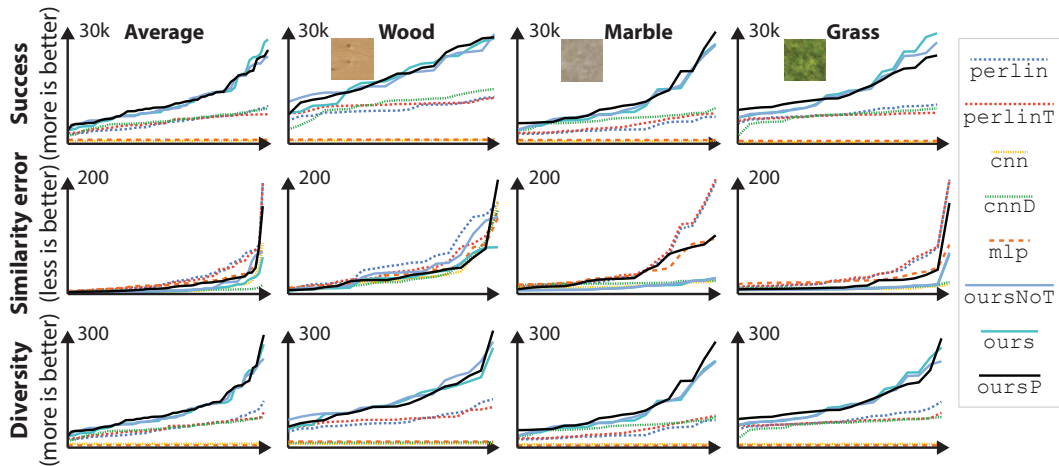 30k Average
30k Wood
30k Marble
30k Grass
Success
(more is better)
200
200
200
200
Similarity error
(less is better)
300
300
300
300
Diversity
(more is better)
perlin
perlinT
cnn
cnnD
mlp
oursNoT
ours
oursP